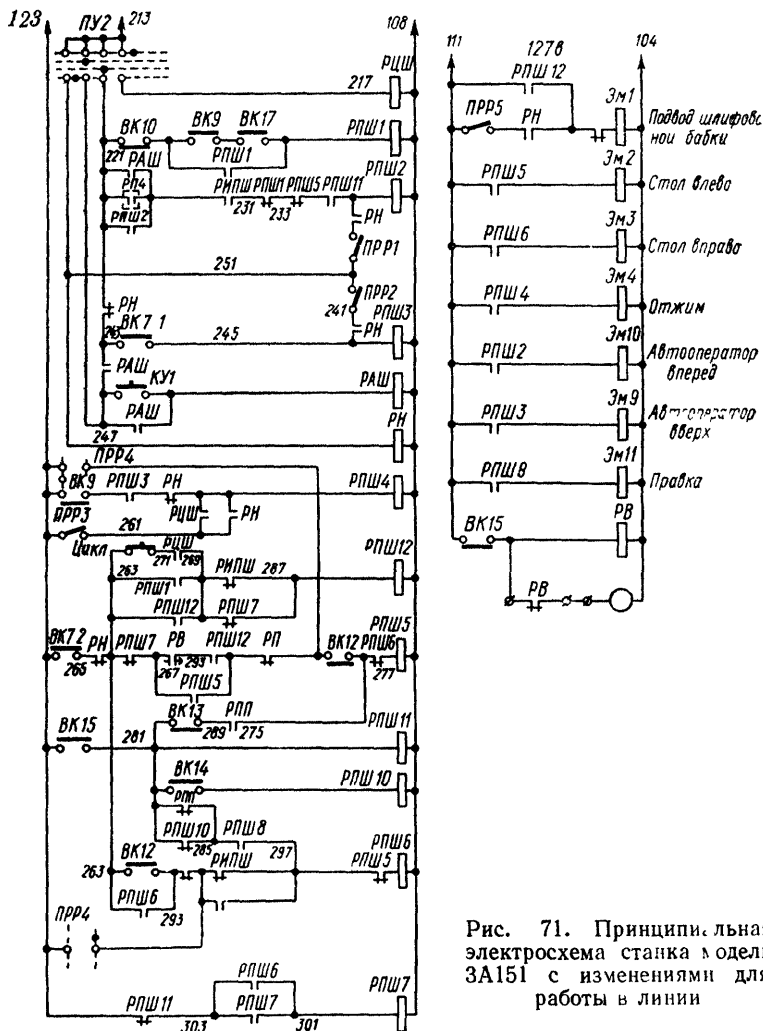 123
ПУ2
213
108
РЦШ
217
ВК10
ВК9
ВК17
РПШ1
221
РПШ1
РАШ
РПШ2
РП4
РИПШ
РПШ1
РПШ5
РПШ11
РПШ2
231
233
РН
ПРР1
251
ПРР2
241
РПШ3
РН
ВК7 1
245
РН
РАШ
КУ1
РАШ
РАШ
РН
247
ПРР4
ВК9
РПШ3
РН
РПШ4
РЦШ
РН
ПРР3
261
Цикл
РЦШ
271
269
РПШ12
263
РПШ1
РИПШ
287
РПШ12
РПШ7
ВК7 2
РН
РПШ7
РВ
РПШ12
РП
ВК12
РПШ6
РПШ5
265
267
293
277
РПШ5
ВК13
РПП
289
275
ВК15
281
РПШ11
ВК14
РПШ10
РПП
РПШ10
РПШ8
285
297
РПШ6
263
ВК12
РИПШ
РПШ5
РПШ6
293
ПРР4
РПШ6
РПШ11
РПШ7
РПШ7
303
301
111
127в
104
РПШ12
Эм1
ПРР5
РН
Подвод шлифовс
ной бабки
Эм2
РПШ5
Стол влево
Эм3
РПШ6
Стол вправо
Эм4
РПШ4
Отжим
Эм10
РПШ2
Автооператор
вперед
Эм9
РПШ3
вверх
Эм11
РПШ8
Правка
ВК15
РВ
РВ
Рис. 71. Принципиальная
электросхема станка модели
3А151 с изменениями для
работы в линии